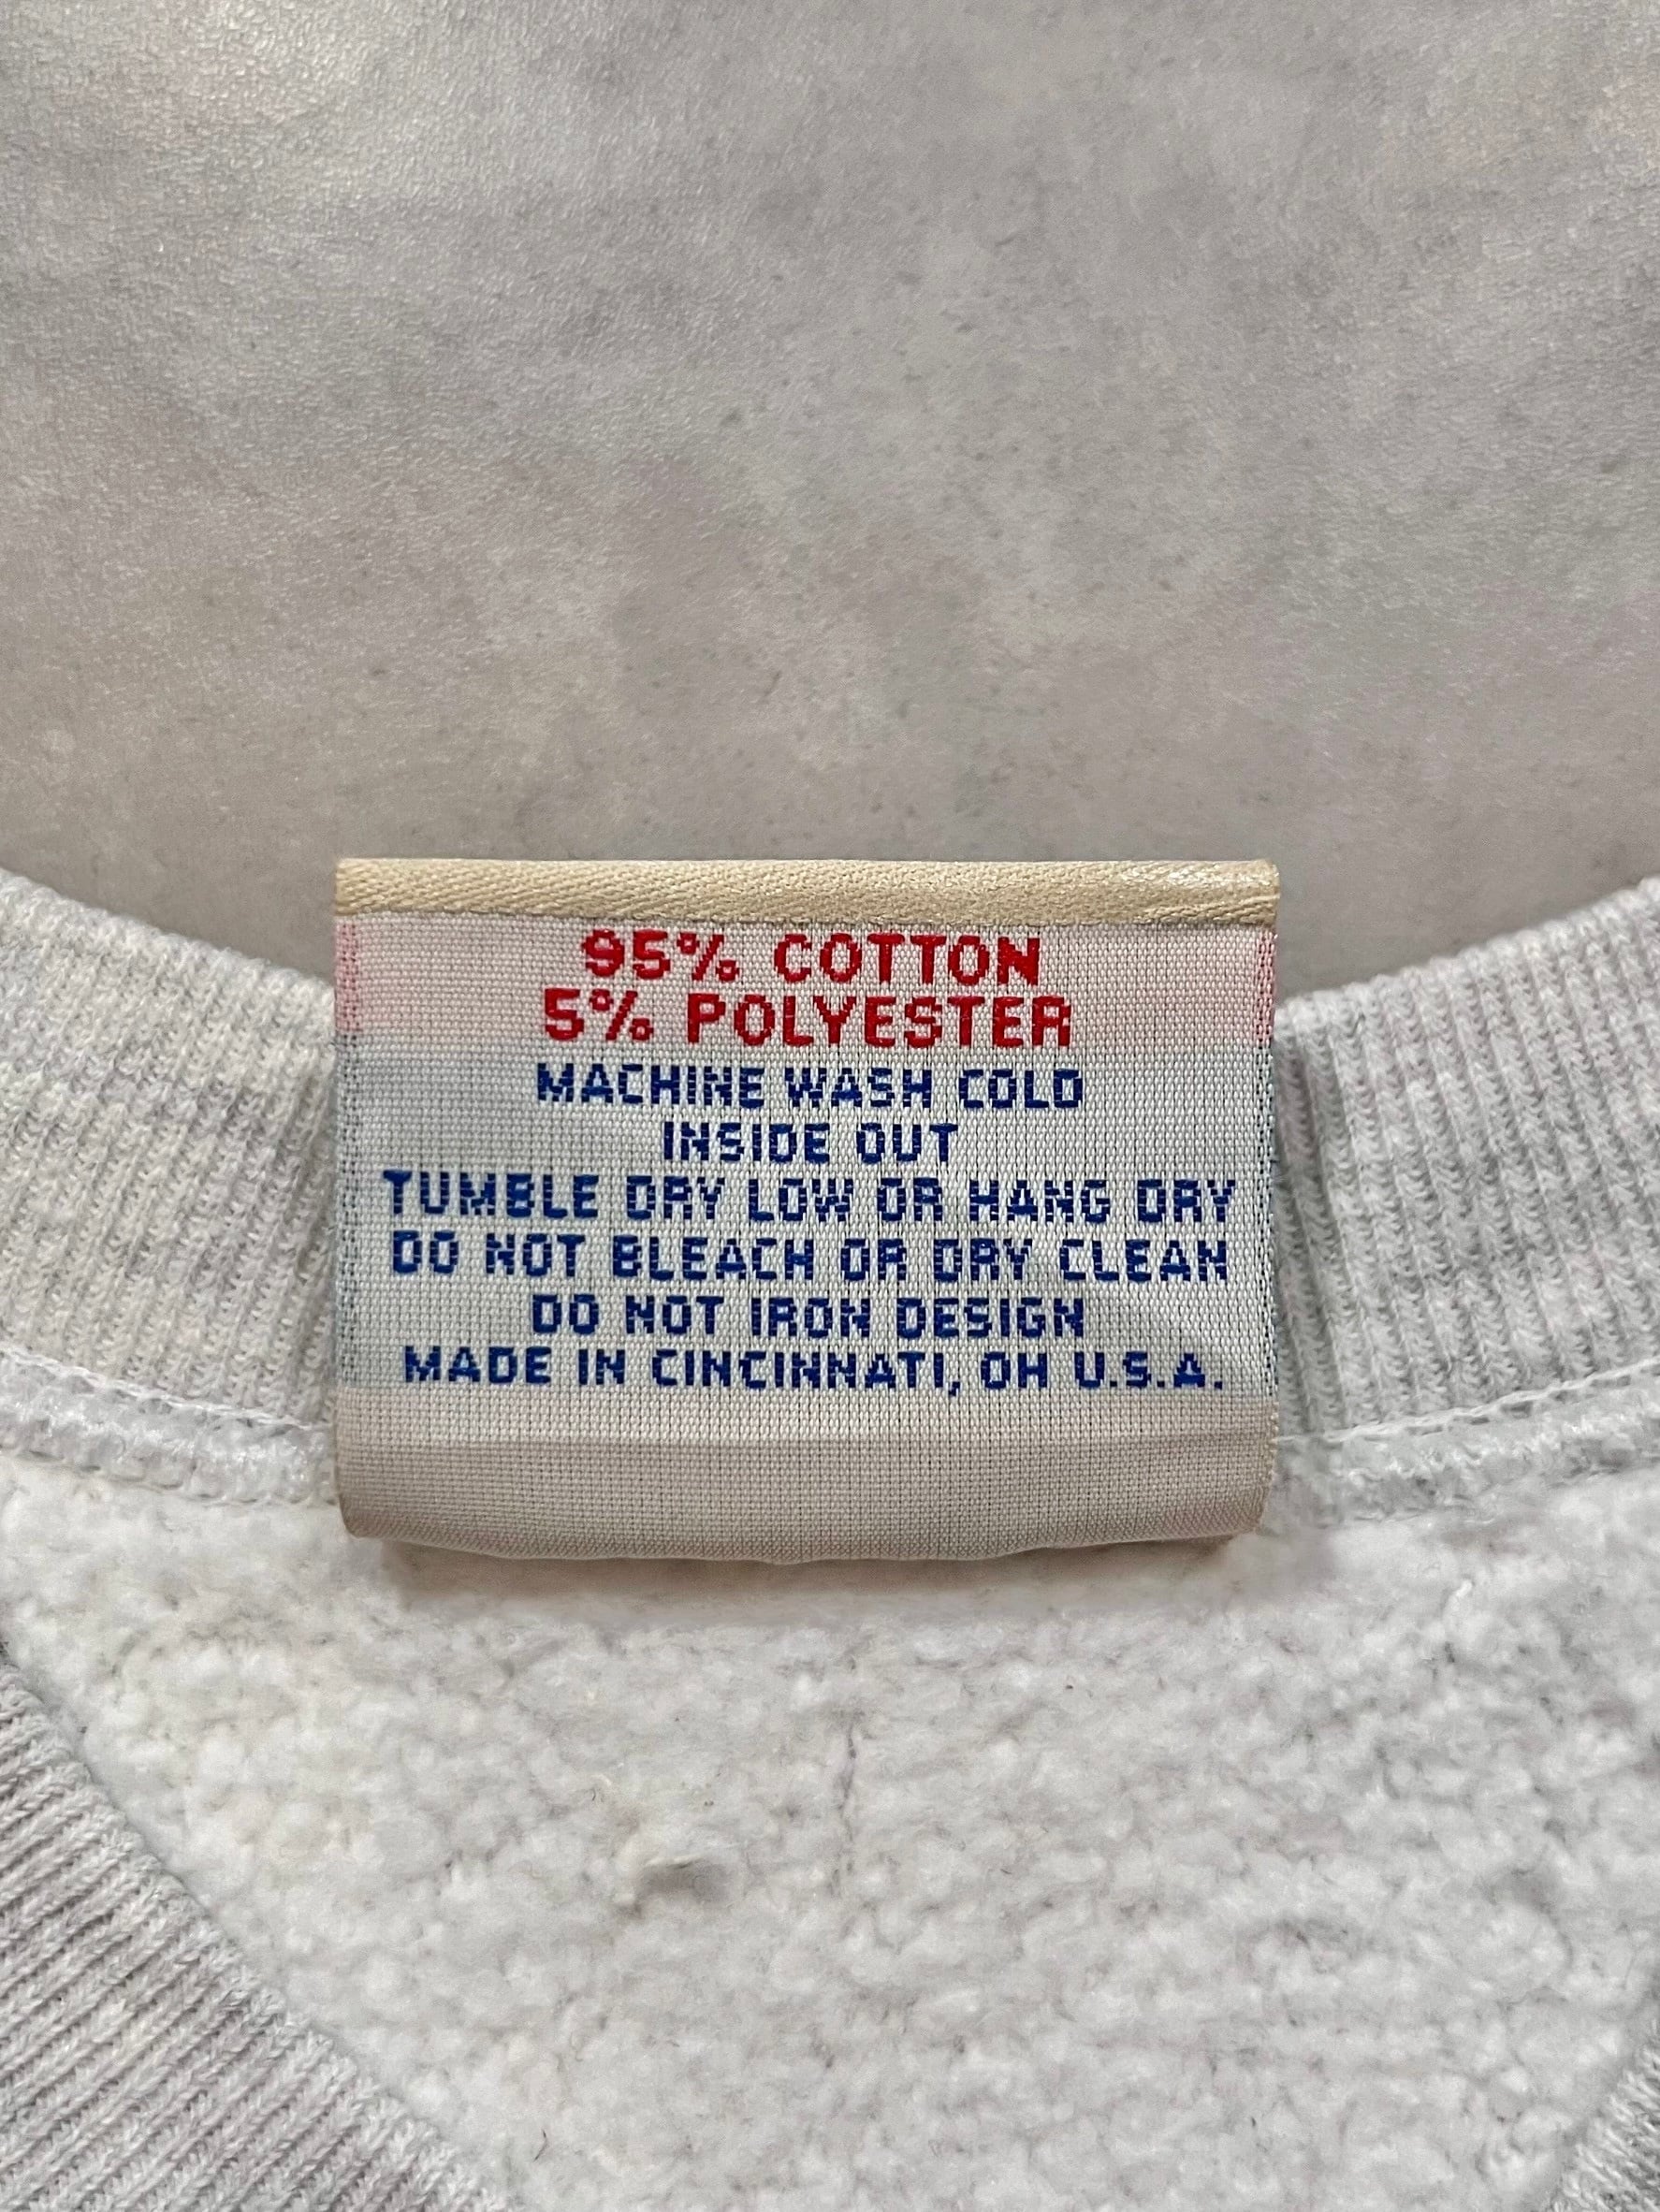 95% COTTON
5% POLYESTER
MACHINE WASH COLD
INSIDE OUT
TUMBLE DRY LOW OR HANG DRY
DO NOT BLEACH OR DRY CLEAN
DO NOT IRON DESIGN
MADE IN CINCINNATI, OH U.S.A.